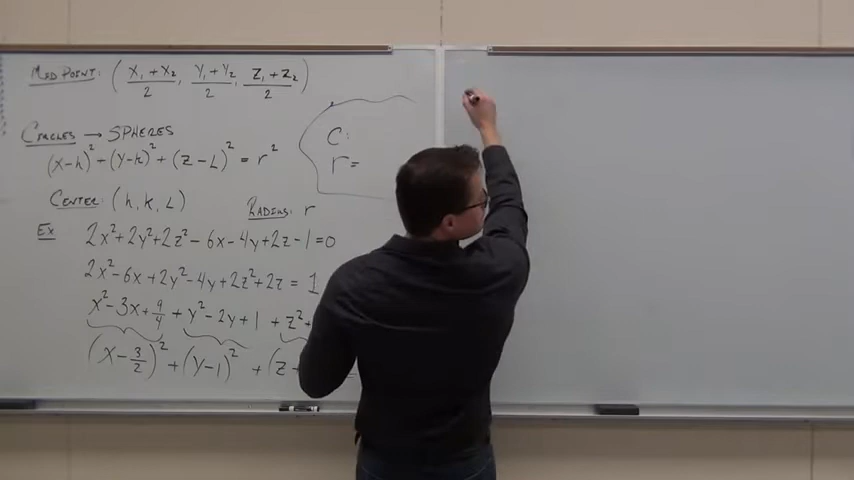 MIDPOINT: ( X₁ + X₂ / 2 , Y₁ + Y₂ / 2 , Z₁ + Z₂ / 2 )
CIRCLES → SPHERES
(X-h)² + (Y-k)² + (Z-L)² = r²
CENTER: (h, k, L)
RADIUS: r
C:
r=
Ex 2x²+2y²+2z²-6x-4y+2z-1=0
2x²-6x+2y²-4y+2z²+2z = 1
x²-3x+9/4 + y²-2y+1 + z²+
(x-3/2)² + (y-1)² + (z